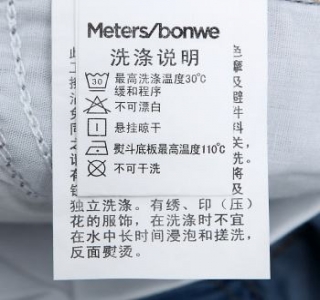 Meters/bonwe
洗涤说明
30 最高洗涤温度30℃
缓和程序
不可漂白
悬挂晾干
熨斗底板最高温度110℃
不可干洗
独立洗涤。有绣、印（压）
花的服饰，在洗涤时不宜
在水中长时间浸泡和搓洗，
反面熨烫。